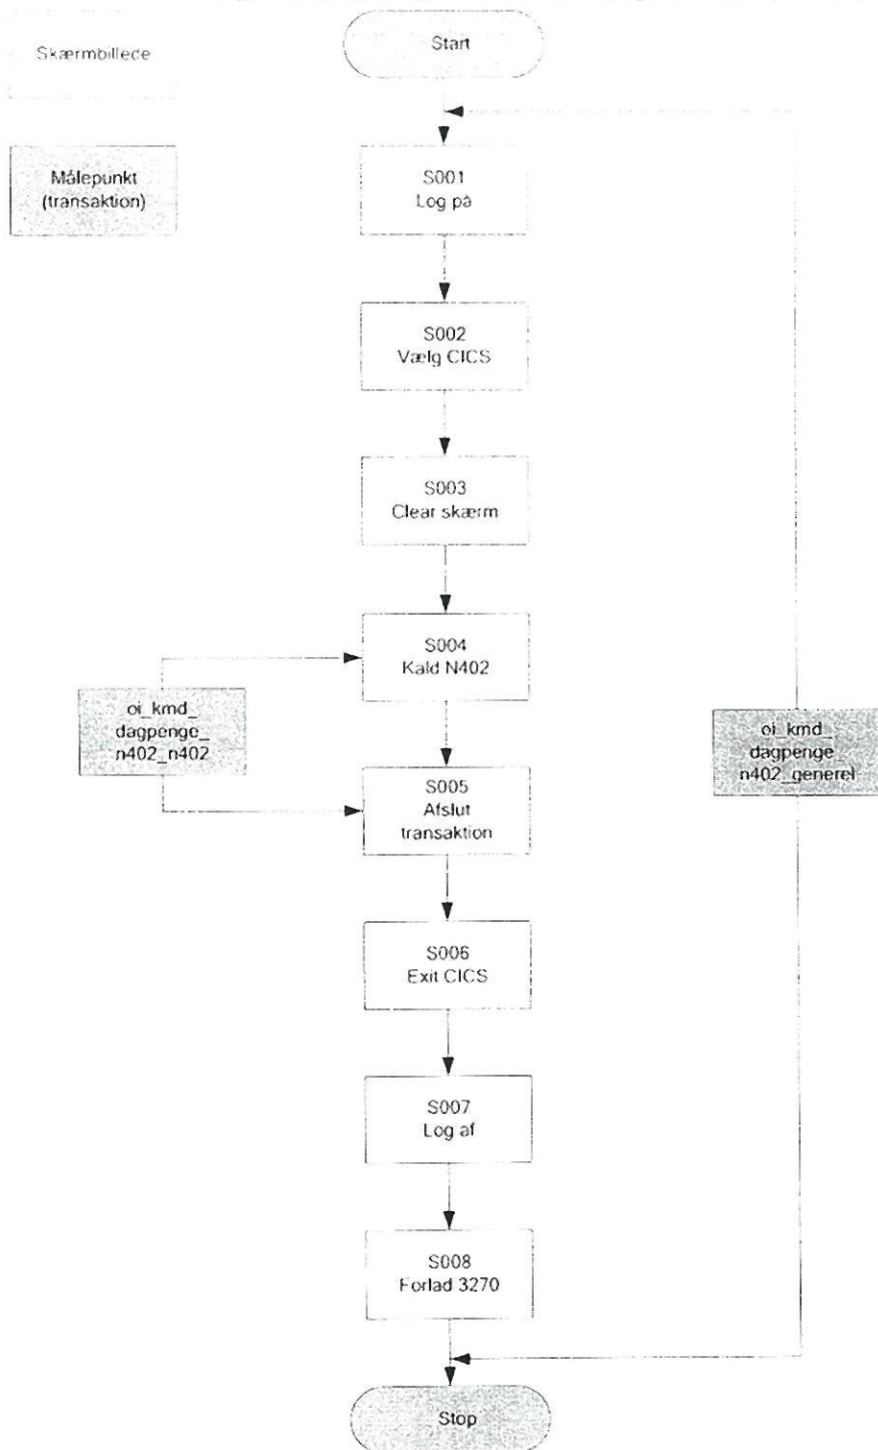 Skærmbillede
Start
Målepunkt
(transaktion)
S001
Log på
S002
Vælg CICS
S003
Clear skærm
S004
Kald N402
oi_kmd_
dagpenge_
n402_n402
oi_kmd_
dagpenge_
n402_generel
S005
Afslut
transaktion
S006
Exit CICS
S007
Log af
S008
Forlad 3270
Stop